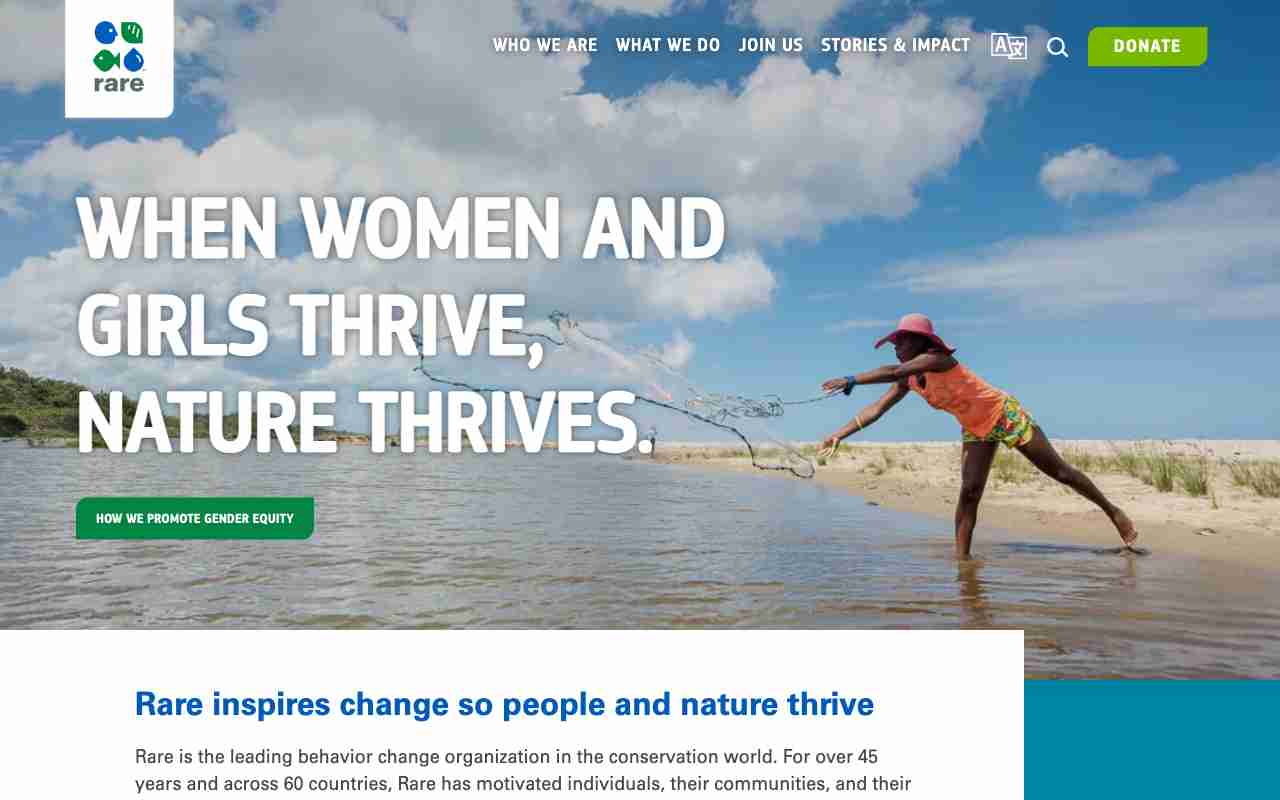 rare
WHO WE ARE WHAT WE DO JOIN US STORIES & IMPACT A文 DONATE
WHEN WOMEN AND
GIRLS THRIVE,
NATURE THRIVES.
HOW WE PROMOTE GENDER EQUITY
Rare inspires change so people and nature thrive
Rare is the leading behavior change organization in the conservation world. For over 45
years and across 60 countries, Rare has motivated individuals, their communities, and their